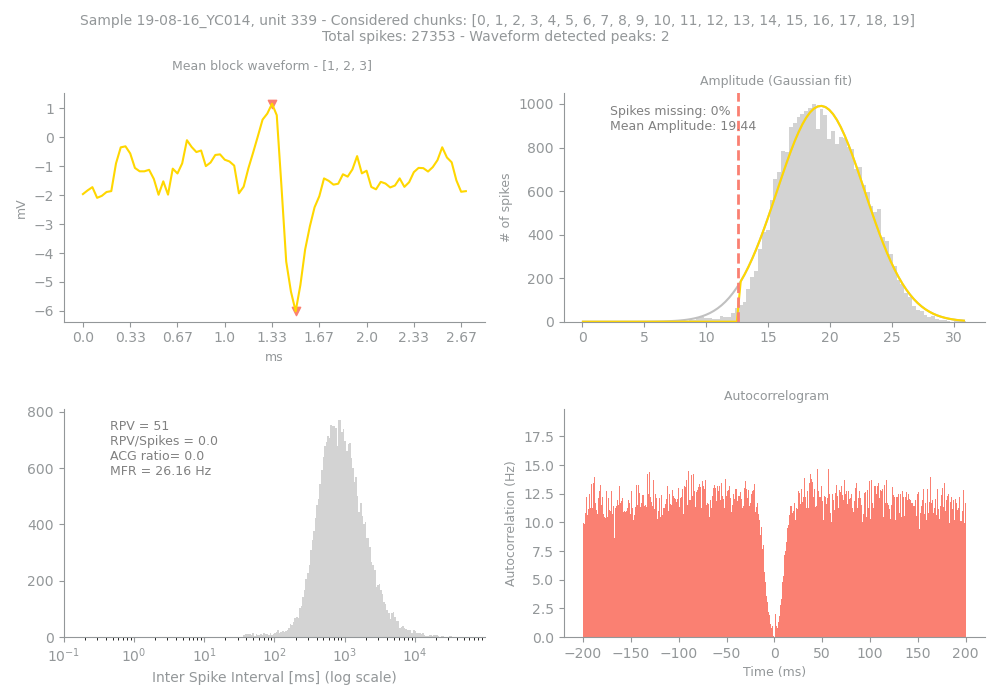 Sample 19-08-16_YC014, unit 339 - Considered chunks: [0, 1, 2, 3, 4, 5, 6, 7, 8, 9, 10, 11, 12, 13, 14, 15, 16, 17, 18, 19]
Total spikes: 27353 - Waveform detected peaks: 2
Mean block waveform - [1, 2, 3]
1
0
−1
−2
−3
−4
−5
−6
mV
0.0 0.33 0.67 1.0 1.33 1.67 2.0 2.33 2.67
ms
Amplitude (Gaussian fit)
Spikes missing: 0%
Mean Amplitude: 19.44
1000
800
600
400
200
0
# of spikes
0 5 10 15 20 25 30
800
600
400
200
0
RPV = 51
RPV/Spikes = 0.0
ACG ratio= 0.0
MFR = 26.16 Hz
10⁻¹ 10⁰ 10¹ 10² 10³ 10⁴
Inter Spike Interval [ms] (log scale)
Autocorrelogram
17.5
15.0
12.5
10.0
7.5
5.0
2.5
0.0
Autocorrelation (Hz)
−200 −150 −100 −50 0 50 100 150 200
Time (ms)